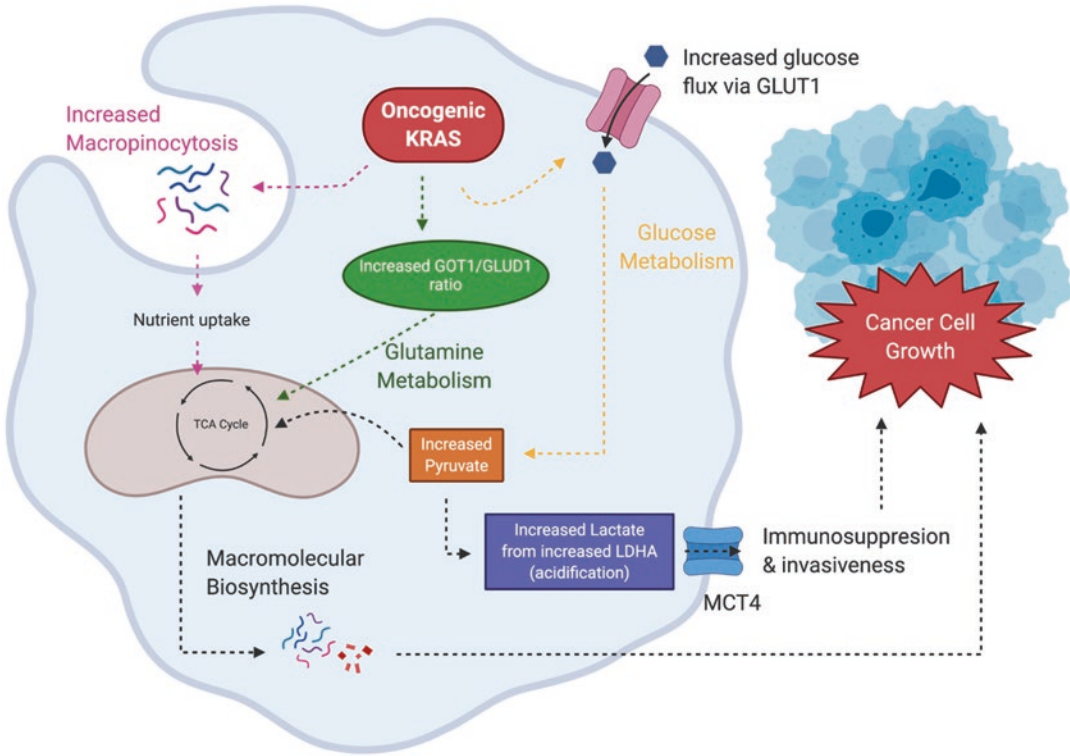 Increased glucose
flux via GLUT1
Oncogenic
KRAS
Increased
Macropinocytosis
Glucose
Metabolism
Increased GOT1/GLUD1
ratio
Nutrient uptake
Cancer Cell
Growth
Glutamine
Metabolism
TCA Cycle
Increased
Pyruvate
Increased Lactate
from increased LDHA
(acidification)
Immunosuppresion
& invasiveness
MCT4
Macromolecular
Biosynthesis